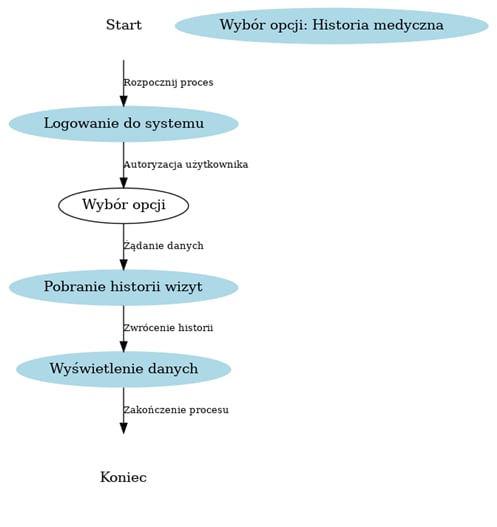 Start
Wybór opcji: Historia medyczna
Rozpocznij proces
Logowanie do systemu
Autoryzacja użytkownika
Wybór opcji
Żądanie danych
Pobranie historii wizyt
Zwrócenie historii
Wyświetlenie danych
Zakończenie procesu
Koniec